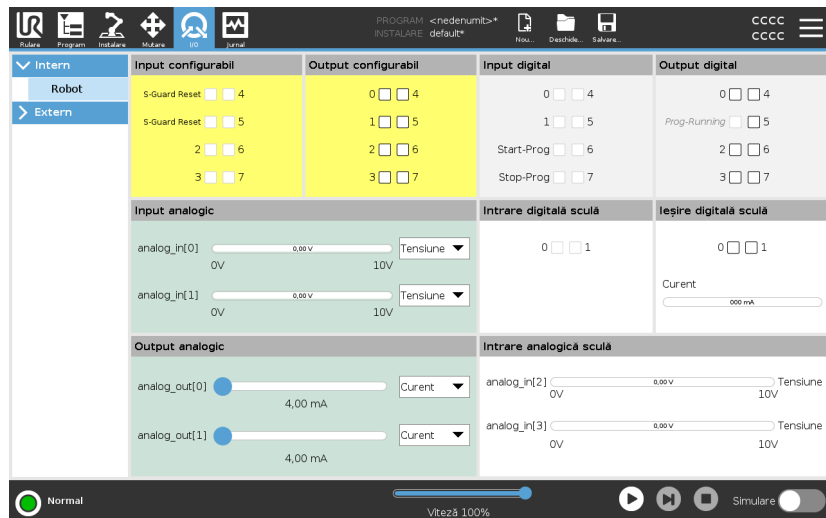 PROGRAM <nedenumit>*
INSTALARE default*
CCCC
CCCC
Rulare Program Instalare Mutare I/O Jurnal
Nou... Deschide... Salvare...
Intern
Robot
Extern
Input configurabil
S-Guard Reset 4
S-Guard Reset 5
2 6
3 7
Output configurabil
0 4
1 5
2 6
3 7
Input digital
0 4
1 5
Start-Prog 6
Stop-Prog 7
Output digital
0 4
Prog-Running 5
2 6
3 7
Input analogic
analog_in[0] 0,00 V Tensiune
0V 10V
analog_in[1] 0,00 V Tensiune
0V 10V
Intrare digitală sculă
0 1
Ieșire digitală sculă
0 1
Curent
000 mA
Output analogic
analog_out[0] Curent
4,00 mA
analog_out[1] Curent
4,00 mA
Intrare analogică sculă
analog_in[2] 0,00 V Tensiune
0V 10V
analog_in[3] 0,00 V Tensiune
0V 10V
Normal
Viteză 100%
Simulare